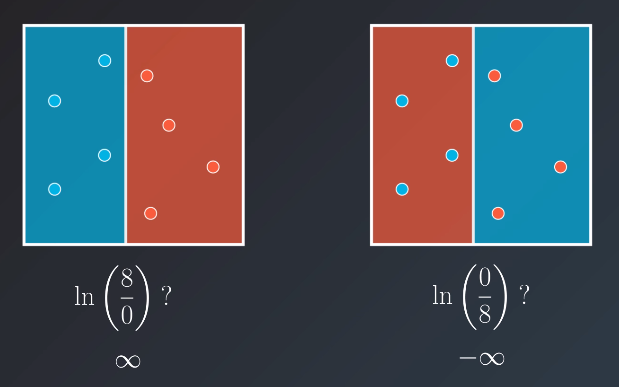 ln(8/0) ?
ln(0/8) ?
∞
−∞